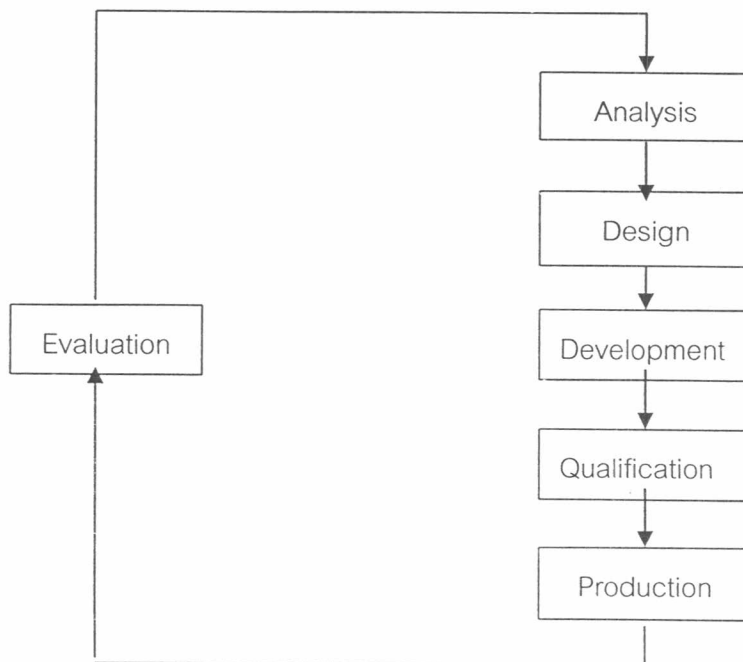 Analysis
Design
Evaluation
Development
Qualification
Production